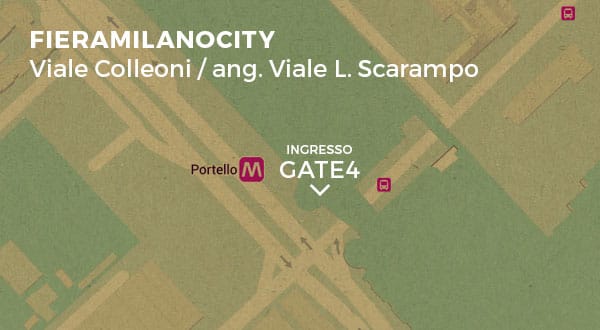 FIERAMILANOCITY
Viale Colleoni / ang. Viale L. Scarampo
INGRESSO
Portello M GATE4